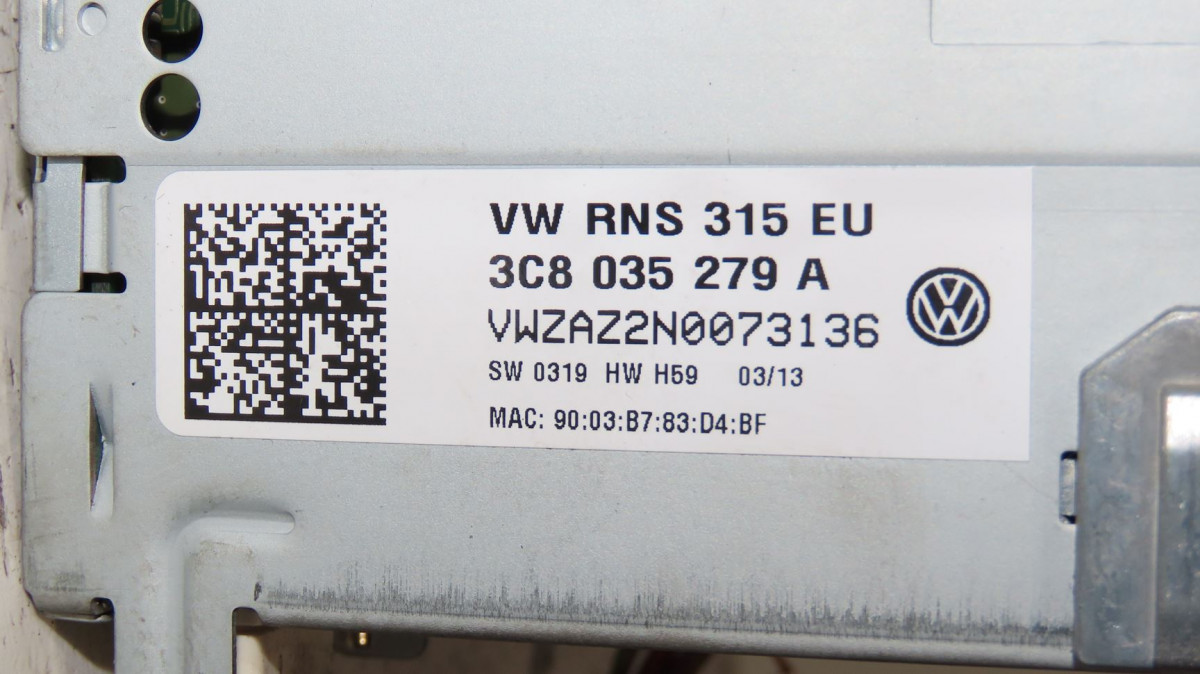 VW RNS 315 EU
3C8 035 279 A
VWZAZ2N0073136
SW 0319 HW H59 03/13
MAC: 90:03:B7:83:D4:BF